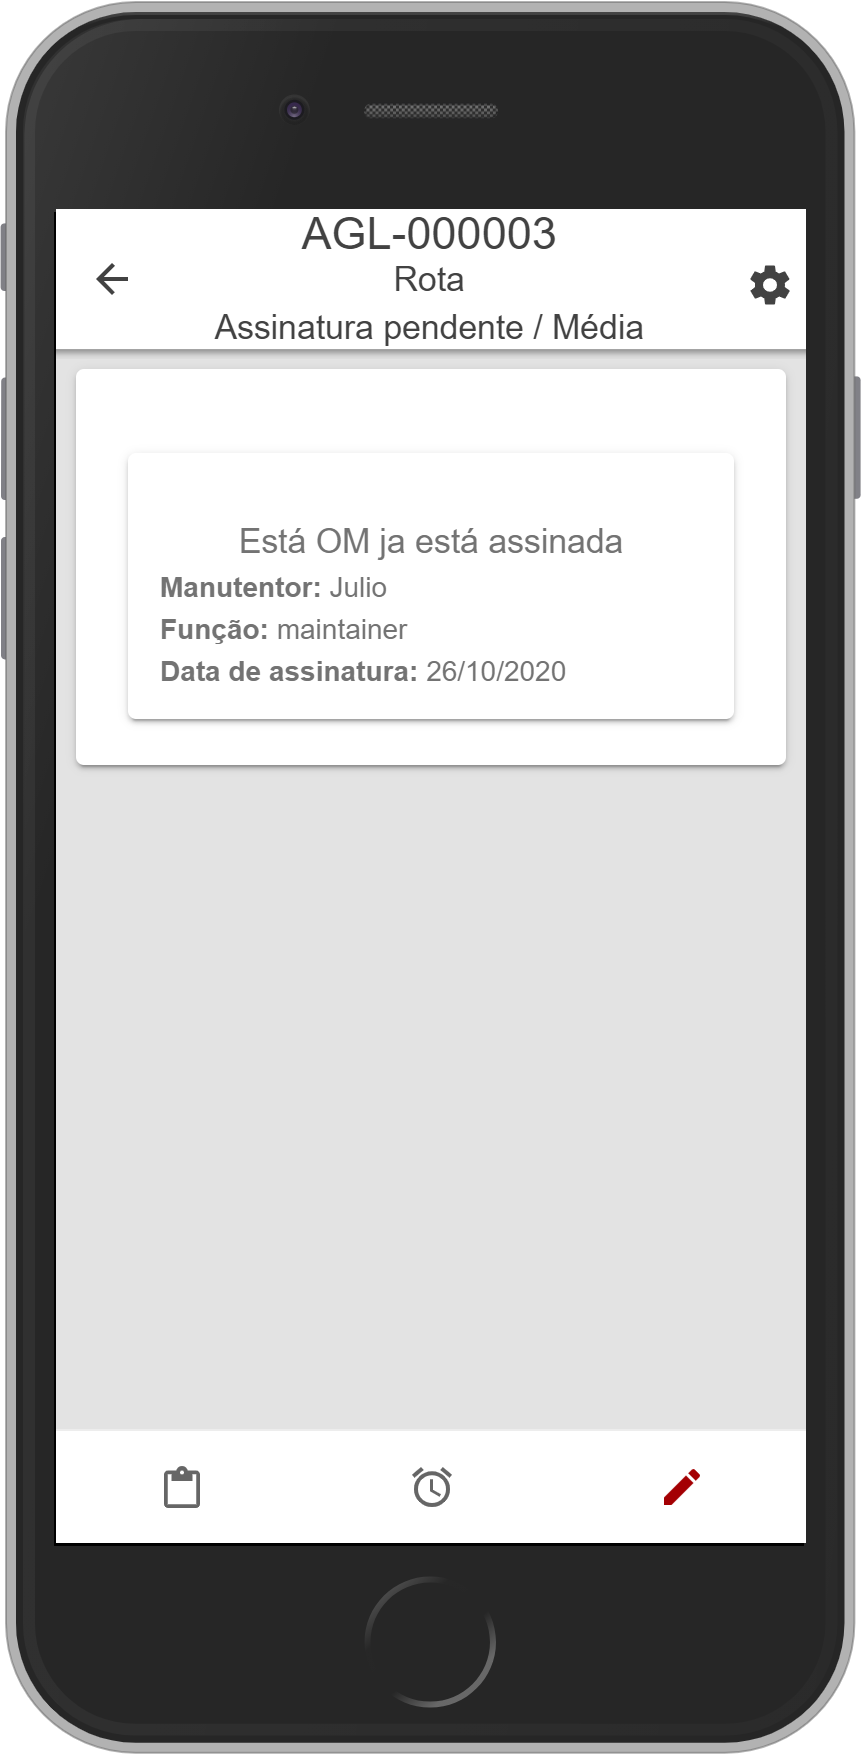 AGL-000003
Rota
Assinatura pendente / Média
Está OM ja está assinada
Manutentor: Julio
Função: maintainer
Data de assinatura: 26/10/2020